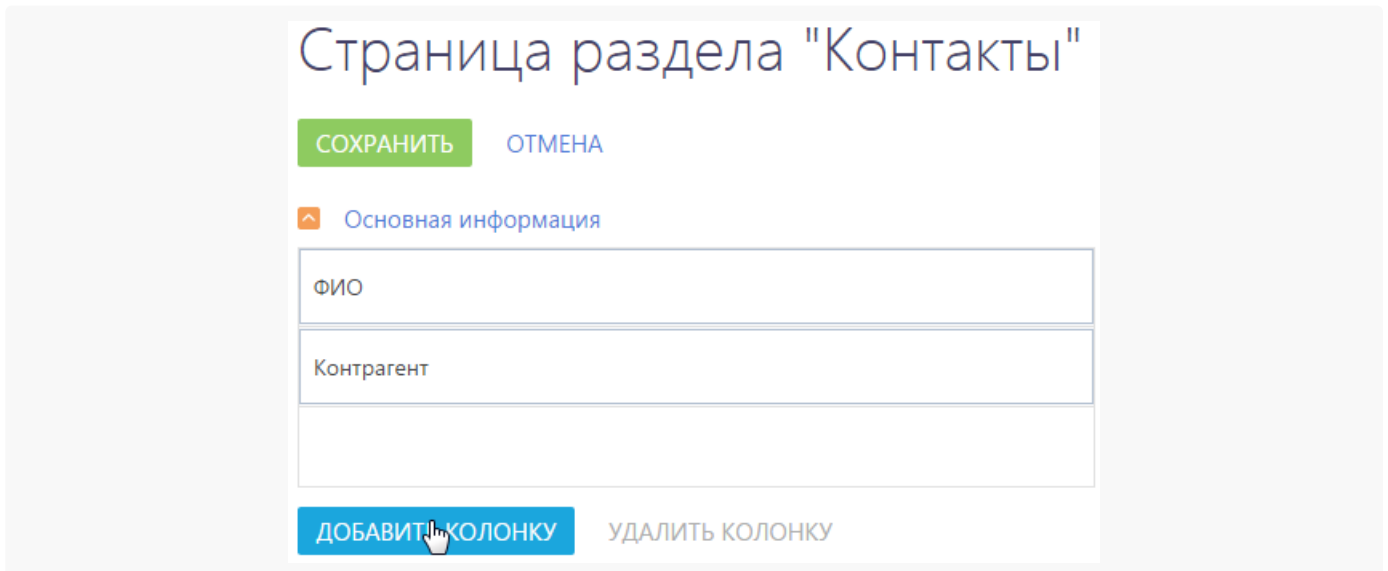 Страница раздела "Контакты"
СОХРАНИТЬ ОТМЕНА
Основная информация
ФИО
Контрагент
ДОБАВИТЬ КОЛОНКУ УДАЛИТЬ КОЛОНКУ